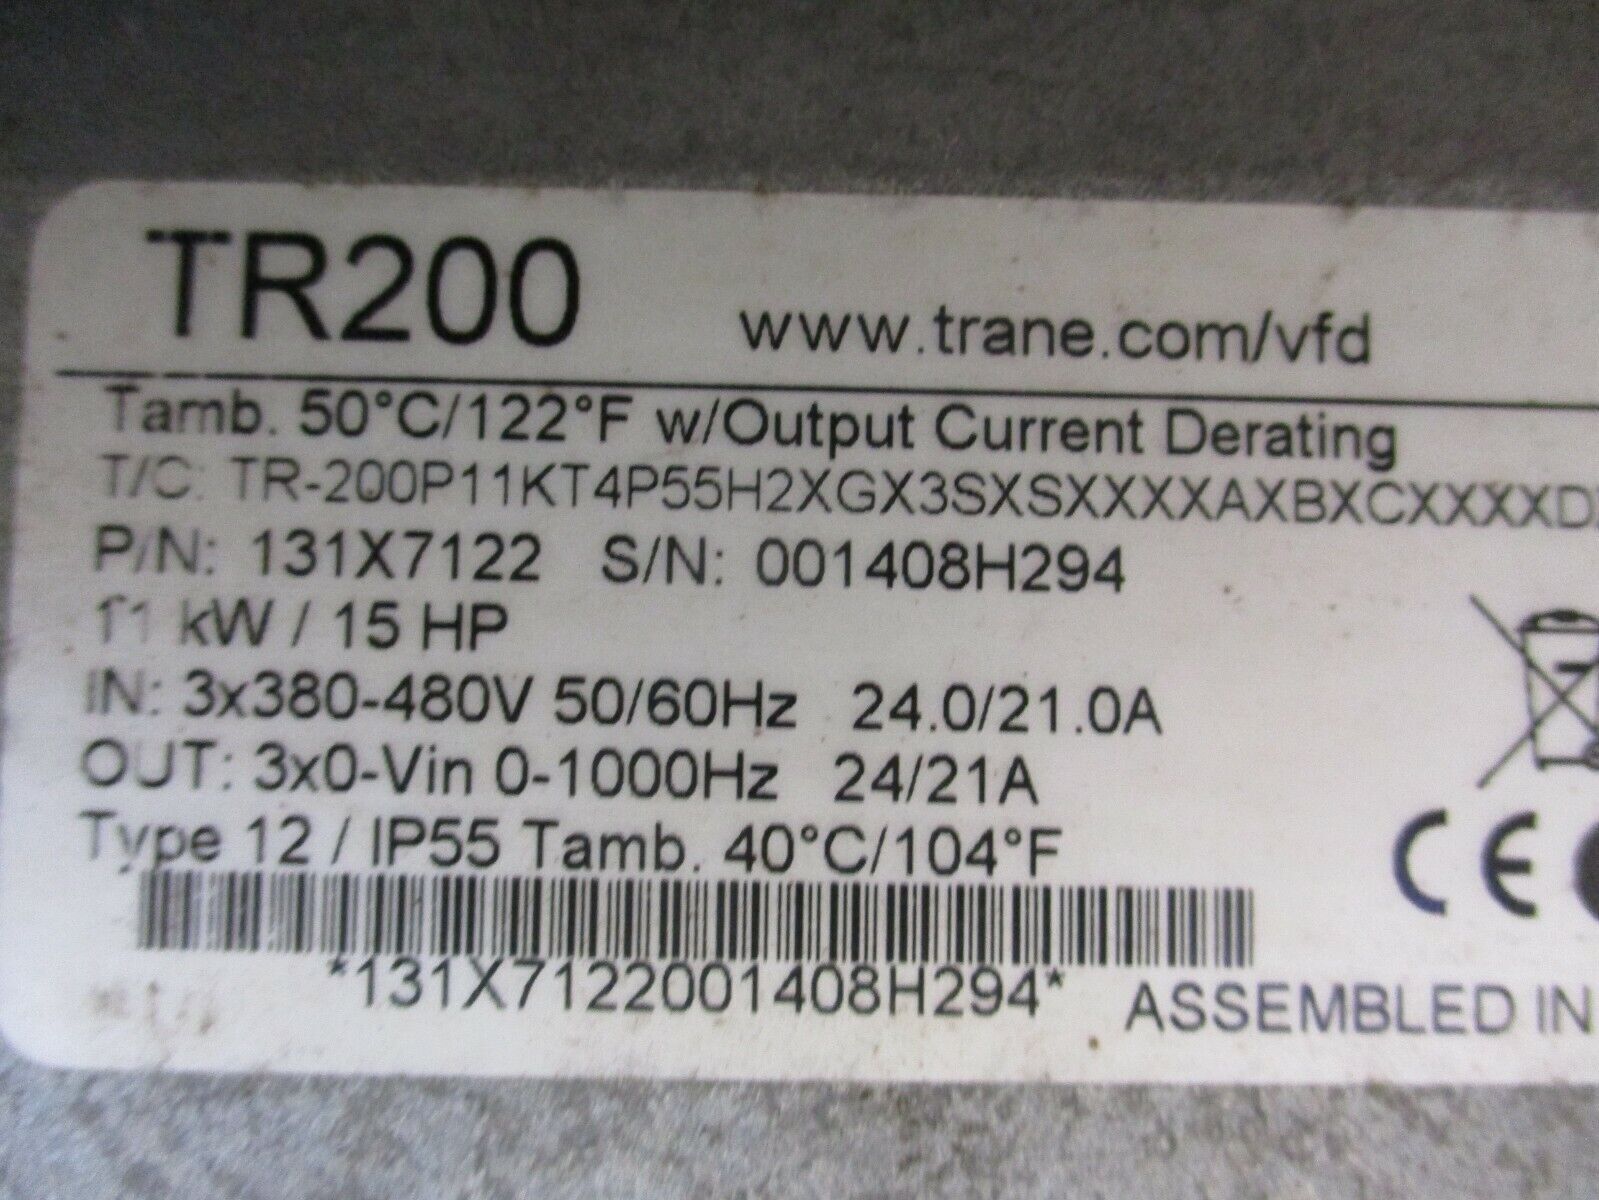 TR200
www.trane.com/vfd
Tamb. 50°C/122°F w/Output Current Derating
T/C: TR-200P11KT4P55H2XGX3SXSXXXXAXBXCXXXXD
P/N: 131X7122 S/N: 001408H294
11 kW / 15 HP
IN: 3x380-480V 50/60Hz 24.0/21.0A
OUT: 3x0-Vin 0-1000Hz 24/21A
Type 12 / IP55 Tamb. 40°C/104°F
CE
*131X7122001408H294*
ASSEMBLED IN